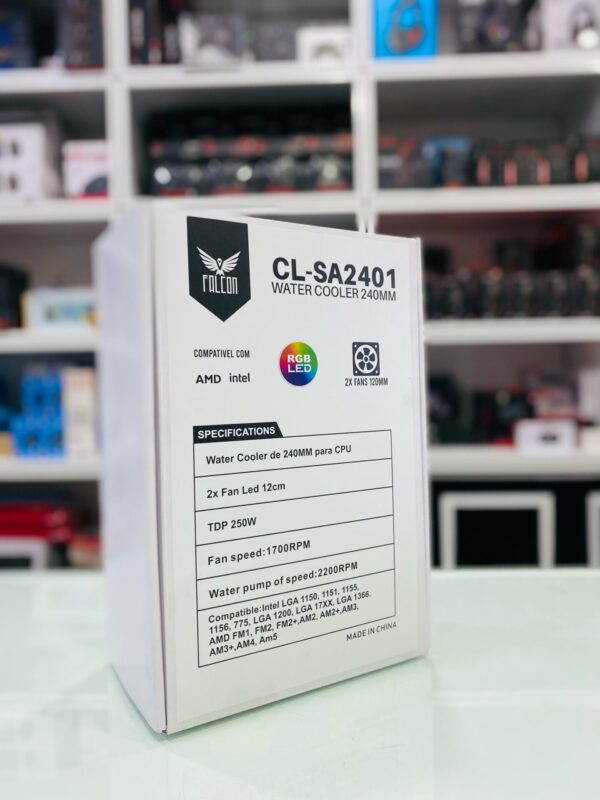 FALCON
CL-SA2401
WATER COOLER 240MM
COMPATIVEL COM
AMD intel
RGB
LED
2X FANS 120MM
SPECIFICATIONS
Water Cooler de 240MM para CPU
2x Fan Led 12cm
TDP 250W
Fan speed:1700RPM
Water pump of speed:2200RPM
Compatible:Intel LGA 1150, 1151, 1155,
1156, 775, LGA 1200, LGA 17XX, LGA 1366.
AMD FM1, FM2, FM2+,AM2, AM2+,AM3,
AM3+,AM4, Am5
MADE IN CHINA